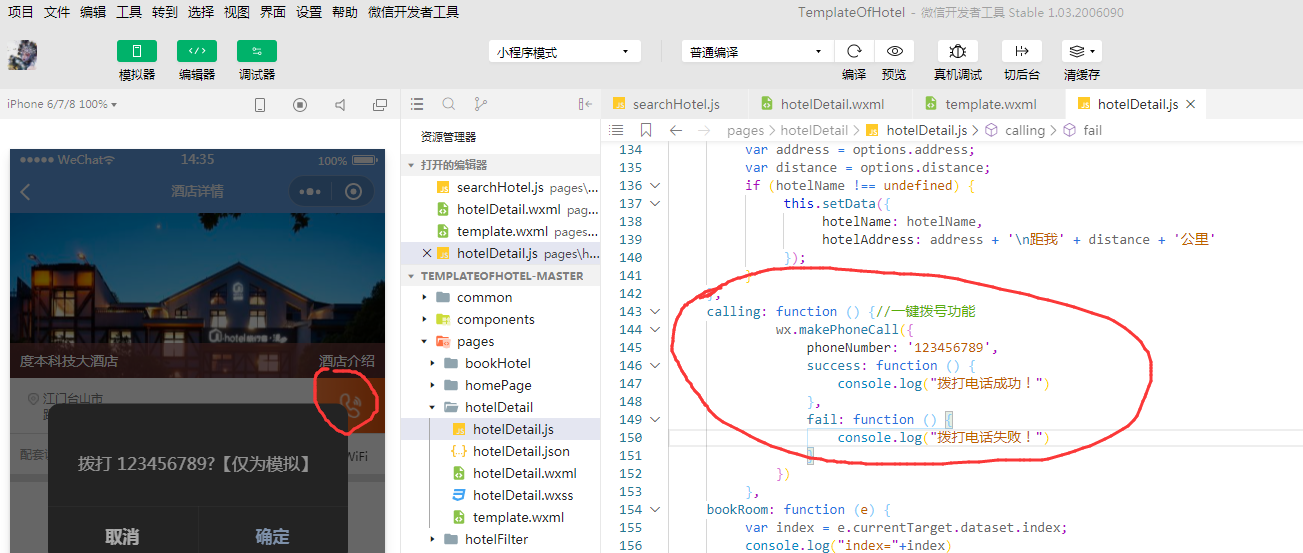 项目 文件 编辑 工具 转到 选择 视图 界面 设置 帮助 微信开发者工具
TemplateOfHotel - 微信开发者工具 Stable 1.03.2006090
模拟器 编辑器 调试器
小程序模式
普通编译
编译 预览 真机调试 切后台 清缓存
iPhone 6/7/8 100%
WeChat 14:35 100%
酒店详情
hotel
度本科技大酒店 酒店介绍
江门台山市
WiFi
拨打 123456789?【仅为模拟】
取消 确定
资源管理器
打开的编辑器
searchHotel.js pages\...
hotelDetail.wxml pag...
template.wxml pages...
hotelDetail.js pages\h...
TEMPLATEOFHOTEL-MASTER
common
components
pages
bookHotel
homePage
hotelDetail
hotelDetail.js
hotelDetail.json
hotelDetail.wxml
hotelDetail.wxss
template.wxml
hotelFilter
searchHotel.js hotelDetail.wxml template.wxml hotelDetail.js
pages > hotelDetail > hotelDetail.js > calling > fail
134 var address = options.address;
135 var distance = options.distance;
136 if (hotelName !== undefined) {
137 this.setData({
138 hotelName: hotelName,
139 hotelAddress: address + '\n距我' + distance + '公里'
140 });
141 }
142 },
143 calling: function () {//一键拨号功能
144 wx.makePhoneCall({
145 phoneNumber: '123456789',
146 success: function () {
147 console.log("拨打电话成功！")
148 },
149 fail: function () {
150 console.log("拨打电话失败！")
151 }
152 })
153 },
154 bookRoom: function (e) {
155 var index = e.currentTarget.dataset.index;
156 console.log("index="+index)